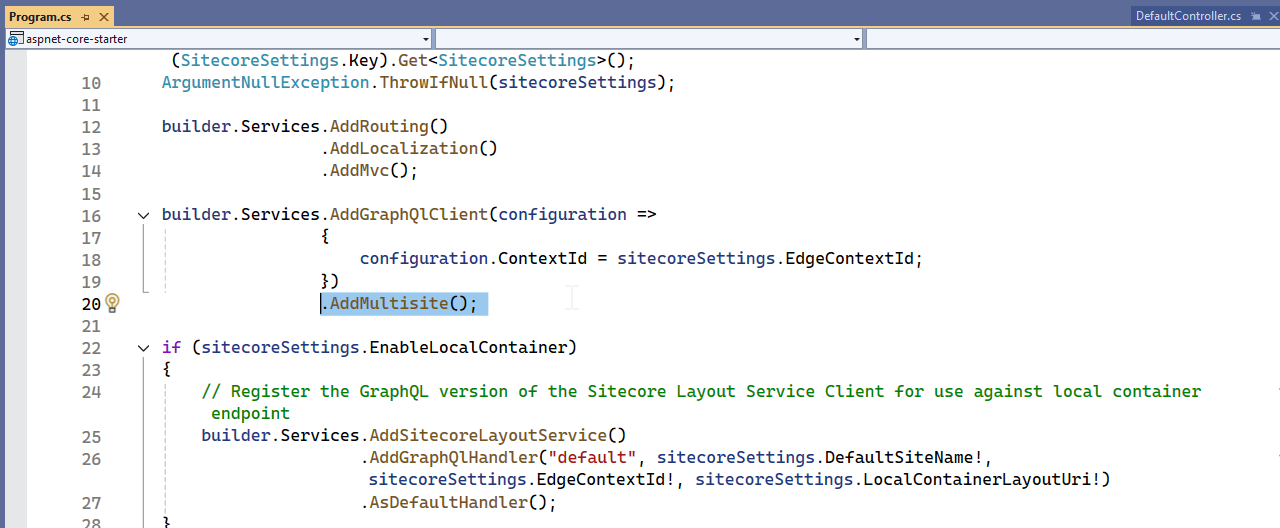 Program.cs
DefaultController.cs
aspnet-core-starter
(SitecoreSettings.Key).Get<SitecoreSettings>();
10 ArgumentNullException.ThrowIfNull(sitecoreSettings);
11
12 builder.Services.AddRouting()
13 .AddLocalization()
14 .AddMvc();
15
16 builder.Services.AddGraphQlClient(configuration =>
17 {
18 configuration.ContextId = sitecoreSettings.EdgeContextId;
19 })
20 .AddMultisite();
21
22 if (sitecoreSettings.EnableLocalContainer)
23 {
24 // Register the GraphQL version of the Sitecore Layout Service Client for use against local container
endpoint
25 builder.Services.AddSitecoreLayoutService()
26 .AddGraphQlHandler("default", sitecoreSettings.DefaultSiteName!,
sitecoreSettings.EdgeContextId!, sitecoreSettings.LocalContainerLayoutUri!)
27 .AsDefaultHandler();
28 }